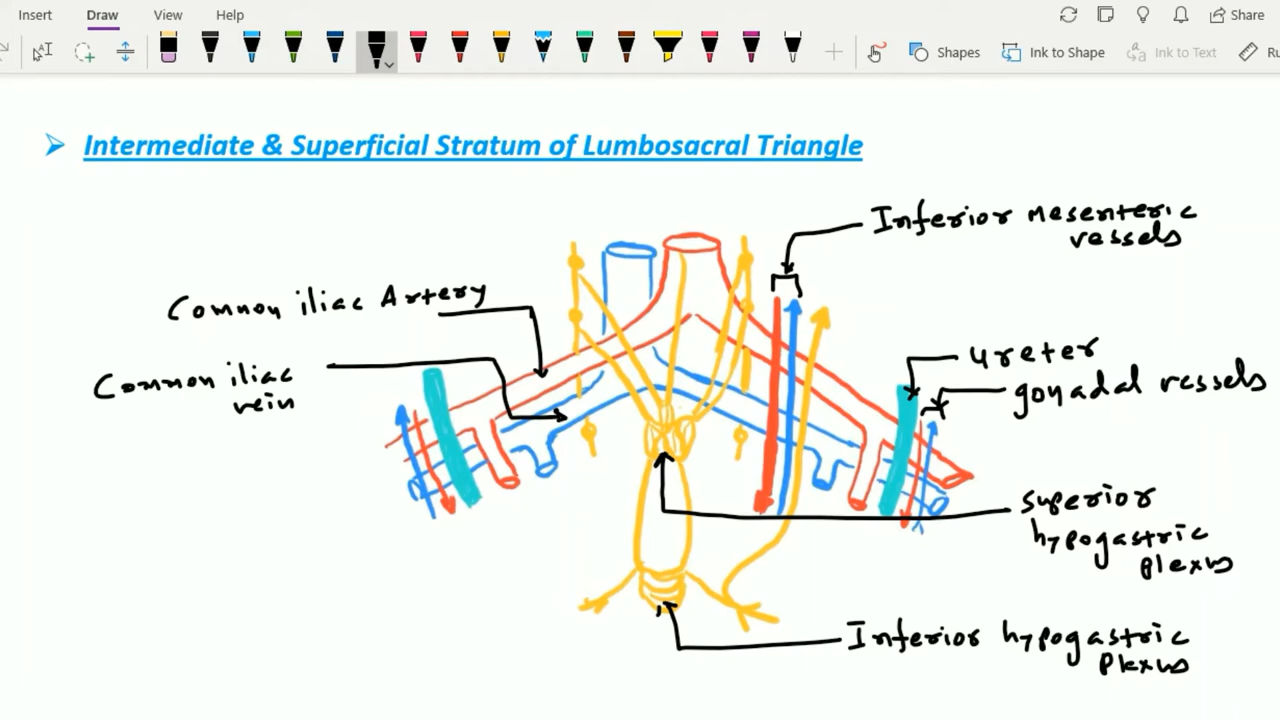 Insert Draw View Help Share
Shapes Ink to Shape Ink to Text
Intermediate & Superficial Stratum of Lumbosacral Triangle
Inferior Mesenteric
vessels
Common iliac Artery
Common iliac
vein
ureter
gonadal vessels
superior
hypogastric
plexus
Inferior hypogastric
plexus